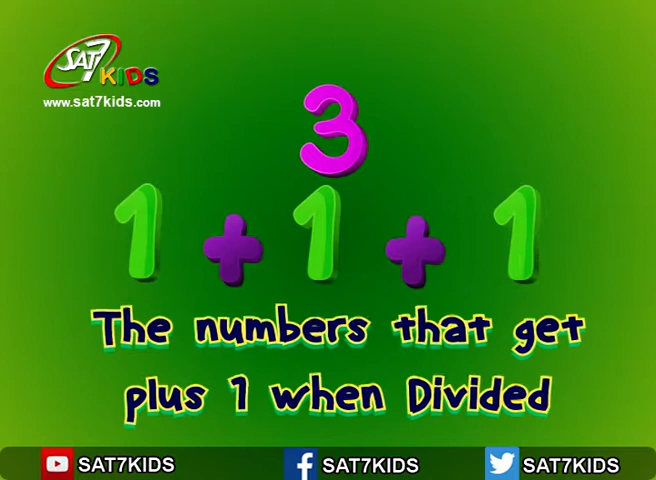 SAT7
KIDS
www.sat7kids.com
3
1 + 1 + 1
The numbers that get
plus 1 when Divided
SAT7KIDS SAT7KIDS SAT7KIDS